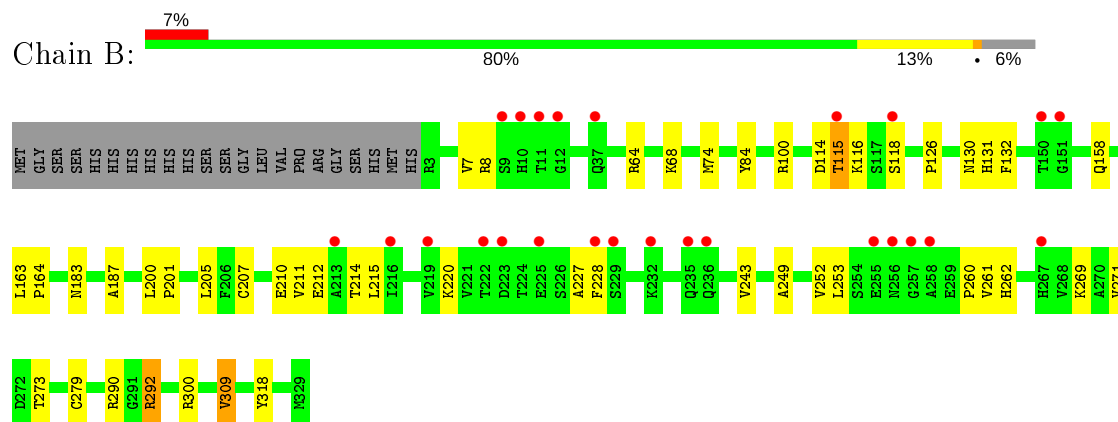 7%
Chain B:
80% 13% • 6%
MET GLY SER SER HIS HIS HIS HIS HIS HIS SER SER GLY LEU VAL PRO ARG GLY SER HIS MET HIS R3 V7 R8 S9 H10 T11 G12 Q37 R64 K68 M74 Y84 R100 D114 T115 K116 S117 S118 P126 N130 H131 F132 T150 G151 Q158
L163 P164 N183 A187 L200 P201 L205 F206 C207 E210 V211 E212 A213 T214 L215 I216 V219 K220 V221 T222 D223 T224 E225 S226 A227 F228 S229 K232 Q235 Q236 V243 A249 V252 L253 S254 E255 N256 G257 A258 E259 P260 V261 H262 H267 V268 K269 A270
D272 T273 C279 R290 G291 R292 R300 V309 Y318 M329